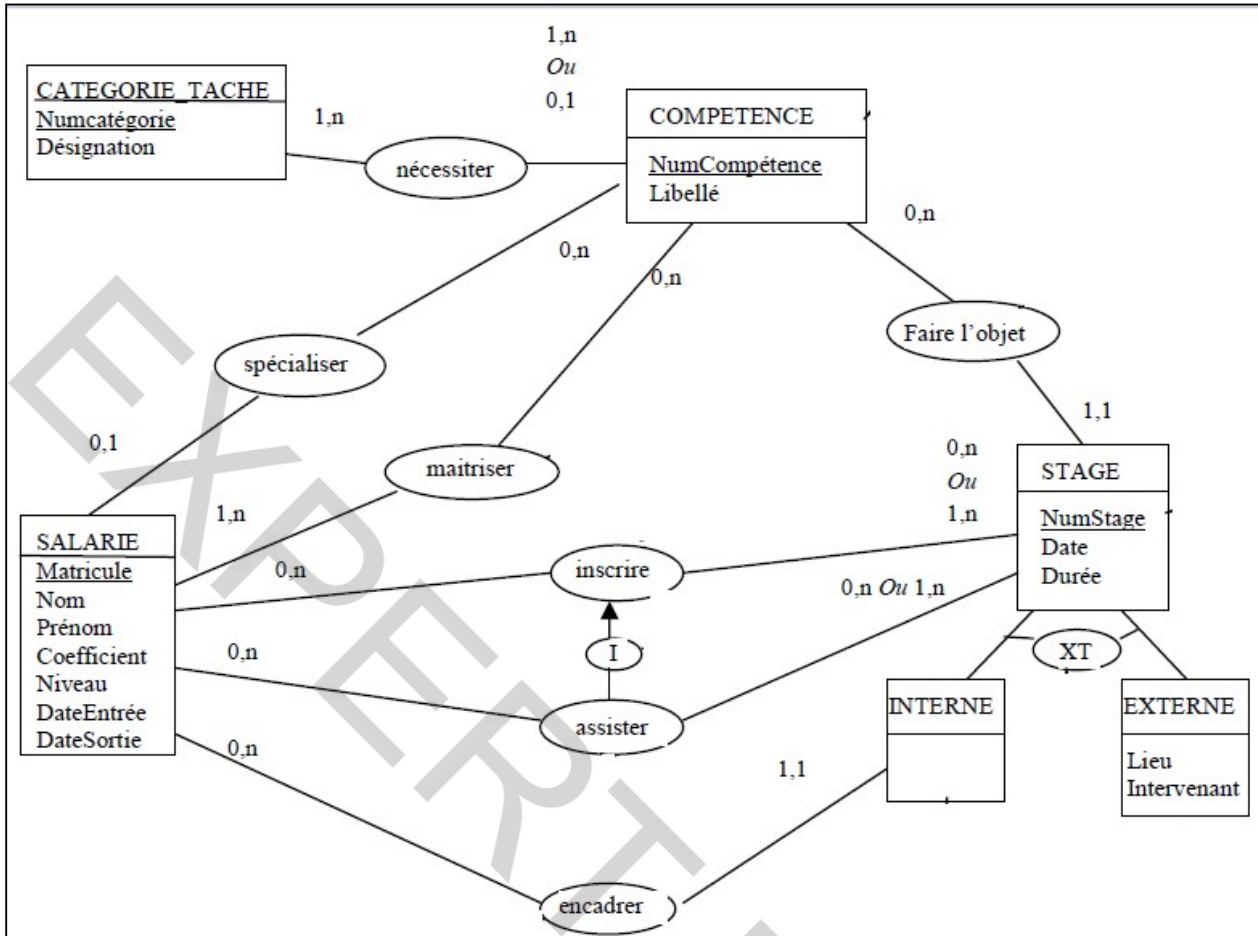 1,n
Ou
0,1
CATEGORIE_TACHE
Numcatégorie
Désignation
1,n
nécessiter
COMPETENCE
NumCompétence
Libellé
0,n
0,n
0,n
Faire l'objet
spécialiser
0,1
maitriser
1,1
0,n
Ou
1,n
STAGE
NumStage
Date
Durée
1,n
SALARIE
Matricule
Nom
Prénom
Coefficient
Niveau
DateEntrée
DateSortie
0,n
inscrire
0,n Ou 1,n
I
XT
0,n
assister
INTERNE
EXTERNE
Lieu
Intervenant
0,n
1,1
encadrer
EXPERT